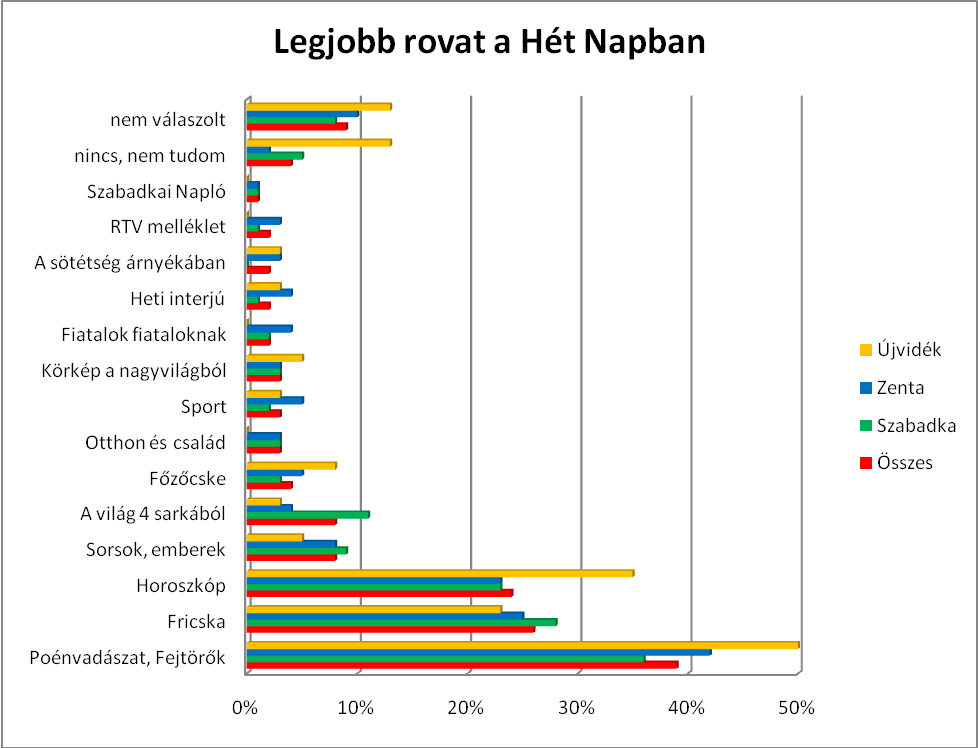 Legjobb rovat a Hét Napban
nem válaszolt
nincs, nem tudom
Szabadkai Napló
RTV melléklet
A sötétség árnyékában
Heti interjú
Fiatalok fiataloknak
Körkép a nagyvilágból
Sport
Otthon és család
Főzőcske
A világ 4 sarkából
Sorsok, emberek
Horoszkóp
Fricska
Poénvadászat, Fejtörők
0% 10% 20% 30% 40% 50%
Újvidék
Zenta
Szabadka
Összes